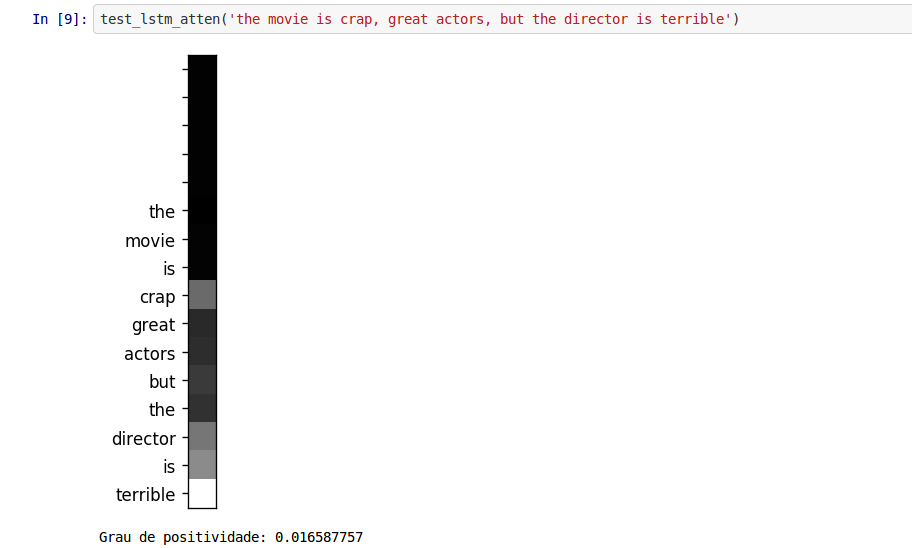 In [9]: test_lstm_atten('the movie is crap, great actors, but the director is terrible')
the
movie
is
crap
great
actors
but
the
director
is
terrible
Grau de positividade: 0.016587757